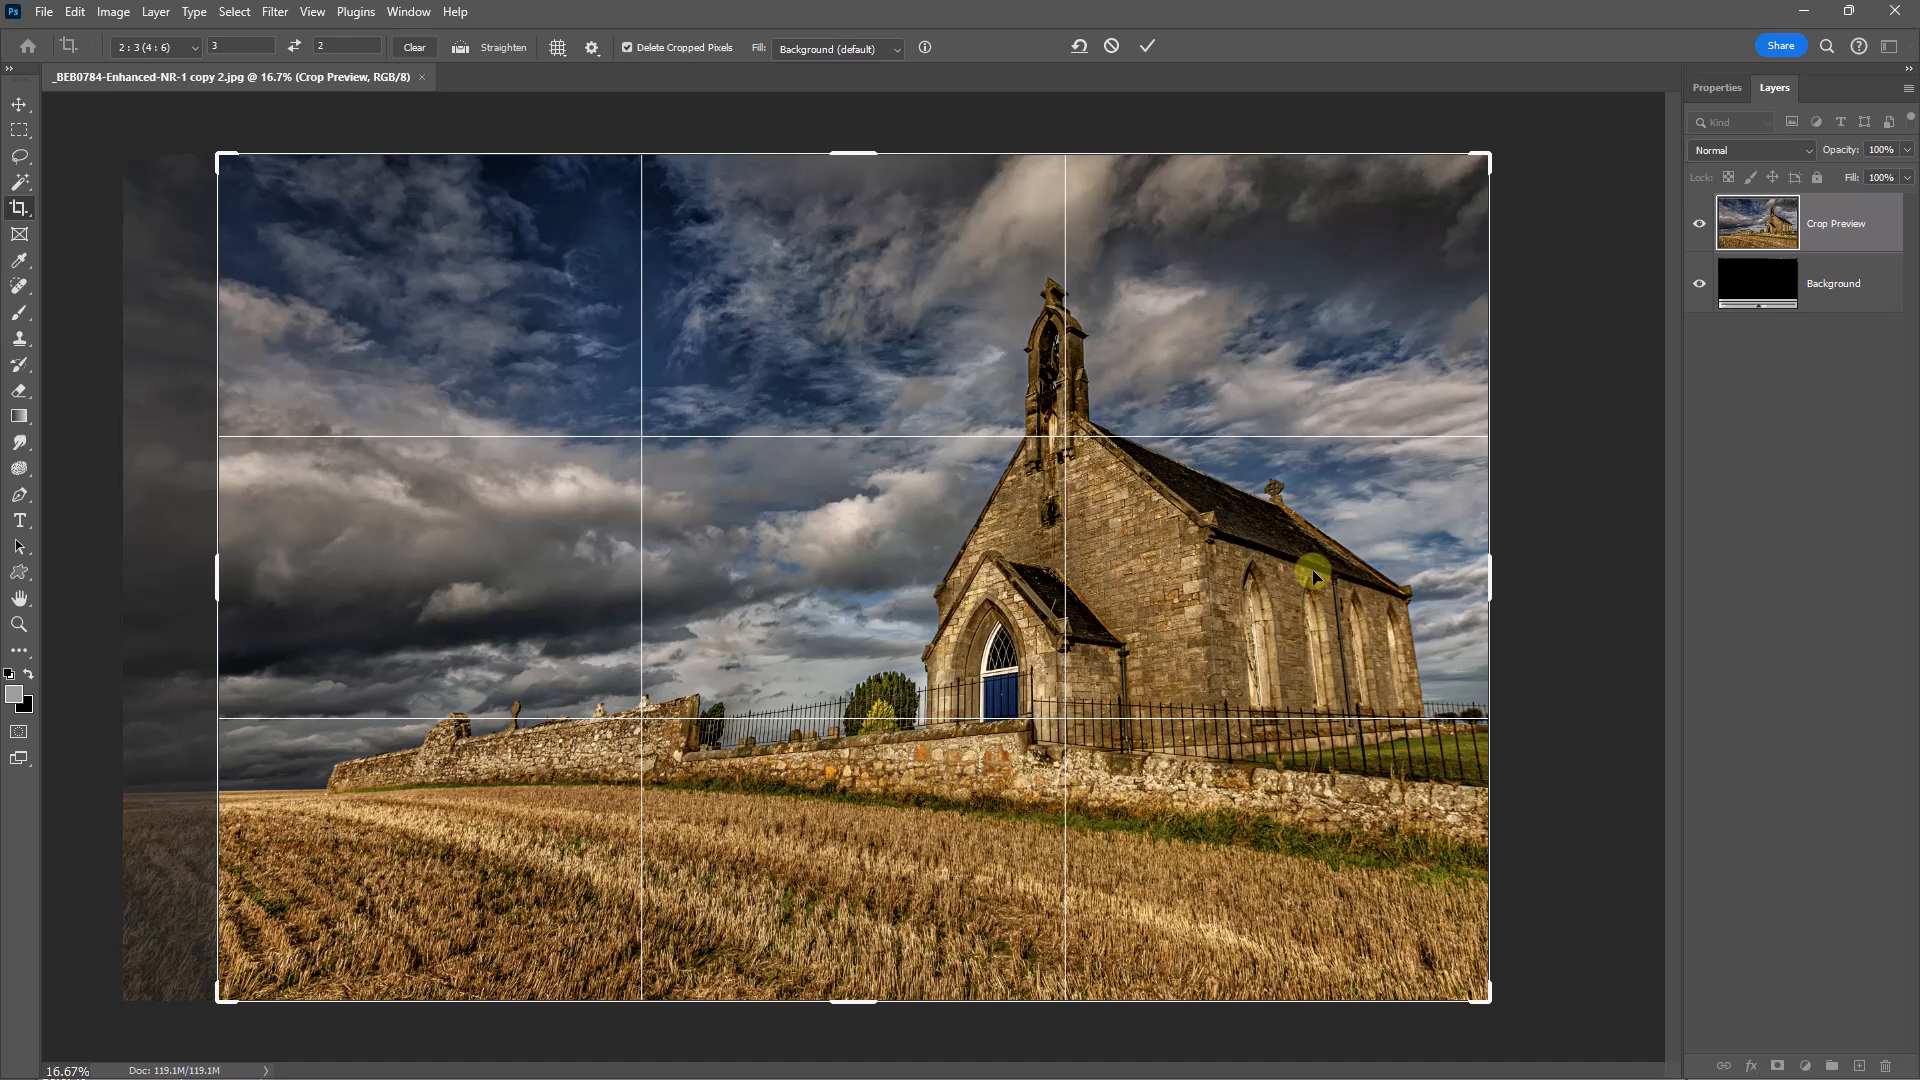 Ps File Edit Image Layer Type Select Filter View Plugins Window Help
2 : 3 (4 : 6) 3 2 Clear Straighten Delete Cropped Pixels Fill: Background (default) Share
_BEB0784-Enhanced-NR-1 copy 2.jpg @ 16.7% (Crop Preview, RGB/8) ×
Properties Layers
Kind
Normal Opacity: 100%
Lock: Fill: 100%
Crop Preview
Background
16.67% Doc: 119.1M/119.1M